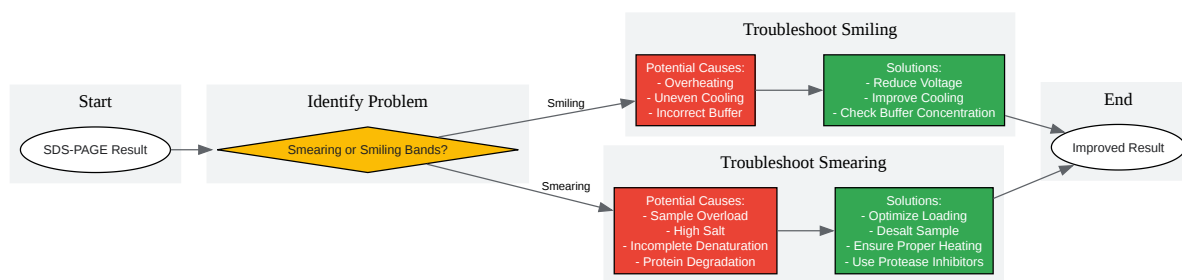 Start
SDS-PAGE Result
Identify Problem
Smearing or Smiling Bands?
Smiling
Smearing
Troubleshoot Smiling
Potential Causes:
- Overheating
- Uneven Cooling
- Incorrect Buffer
Solutions:
- Reduce Voltage
- Improve Cooling
- Check Buffer Concentration
Troubleshoot Smearing
Potential Causes:
- Sample Overload
- High Salt
- Incomplete Denaturation
- Protein Degradation
Solutions:
- Optimize Loading
- Desalt Sample
- Ensure Proper Heating
- Use Protease Inhibitors
End
Improved Result